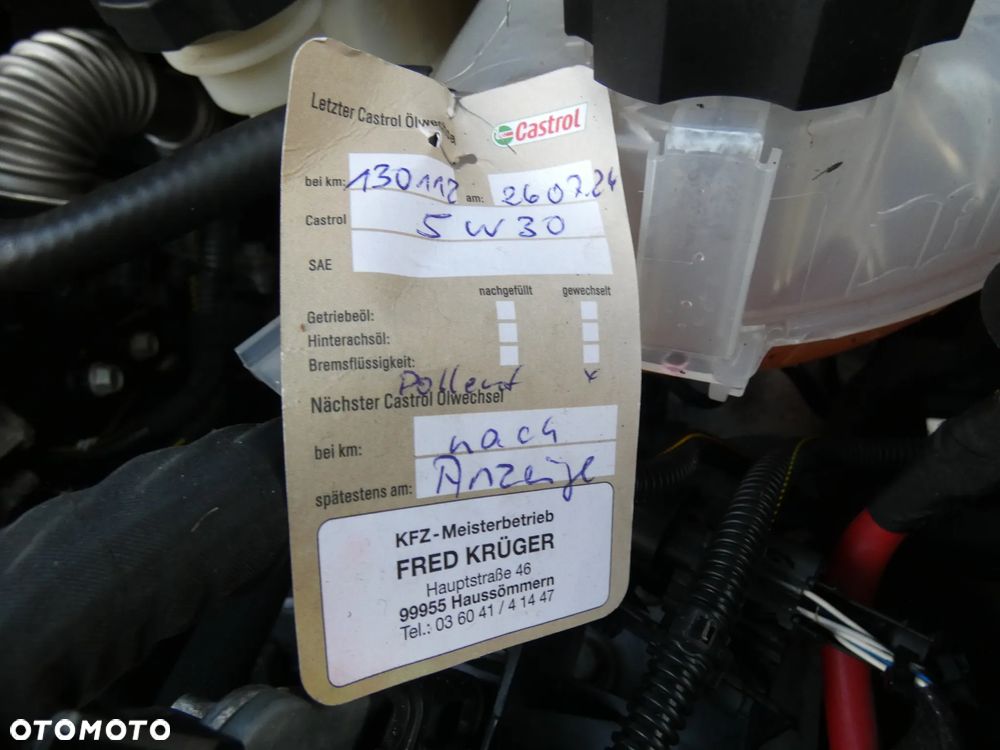 Letzter Castrol Ölwechsel
Castrol
bei km: 130112 am: 26 07.24
Castrol 5 W 30
SAE
nachgefüllt gewechselt
Getriebeöl:
Hinterachsöl:
Bremsflüssigkeit:
Pollenf x
Nächster Castrol Ölwechsel
bei km: nach
spätestens am: Anzeige
KFZ-Meisterbetrieb
FRED KRÜGER
Hauptstraße 46
99955 Haussömmern
Tel.: 03 60 41 / 4 14 47
OTOMOTO